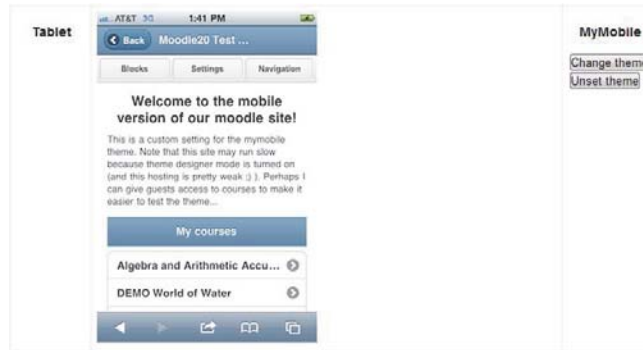 Tablet
AT&T 3G 1:41 PM
Back Moodle20 Test ...
Blocks Settings Navigation
Welcome to the mobile
version of our moodle site!
This is a custom setting for the mymobile
theme. Note that this site may run slow
because theme designer mode is turned on
(and this hosting is pretty weak ;) ). Perhaps I
can give guests access to courses to make it
easier to test the theme...
My courses
Algebra and Arithmetic Accu...
DEMO World of Water
MyMobile
Change theme
Unset theme